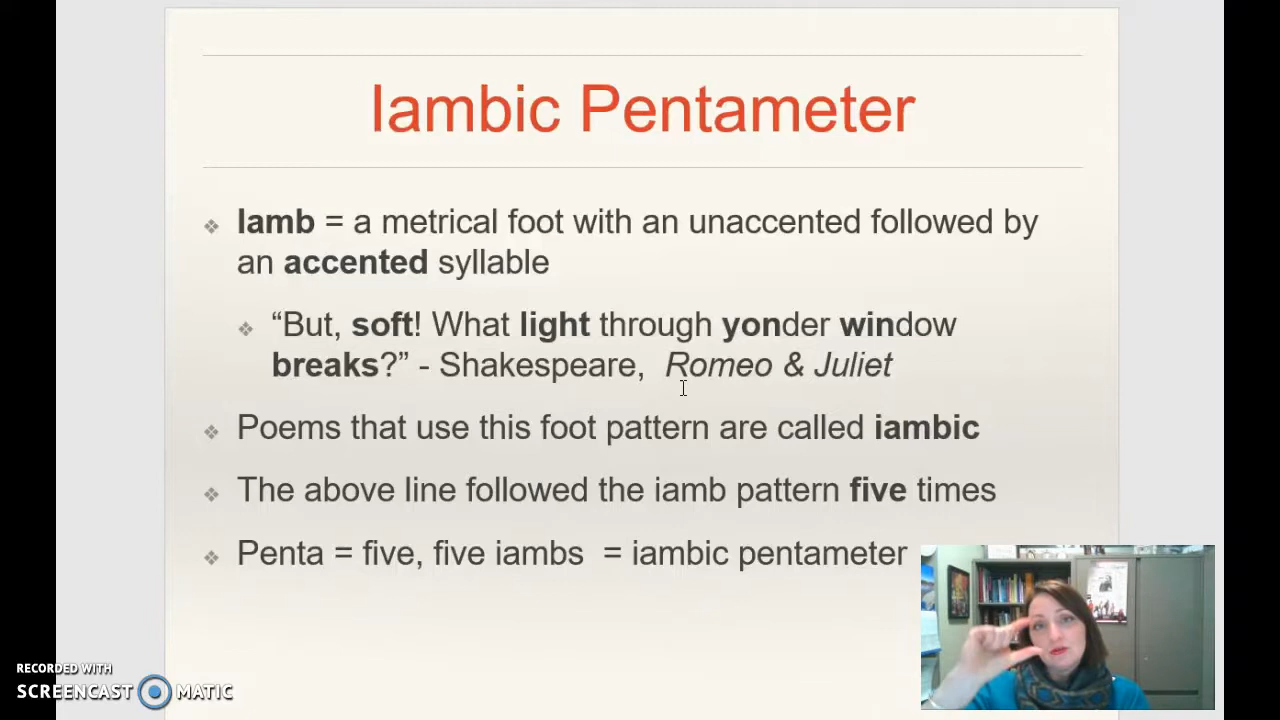 Iambic Pentameter
❖ Iamb = a metrical foot with an unaccented followed by
an accented syllable
❖ “But, soft! What light through yonder window
breaks?” - Shakespeare, Romeo & Juliet
❖ Poems that use this foot pattern are called iambic
❖ The above line followed the iamb pattern five times
❖ Penta = five, five iambs = iambic pentameter
RECORDED WITH
SCREENCAST MATIC